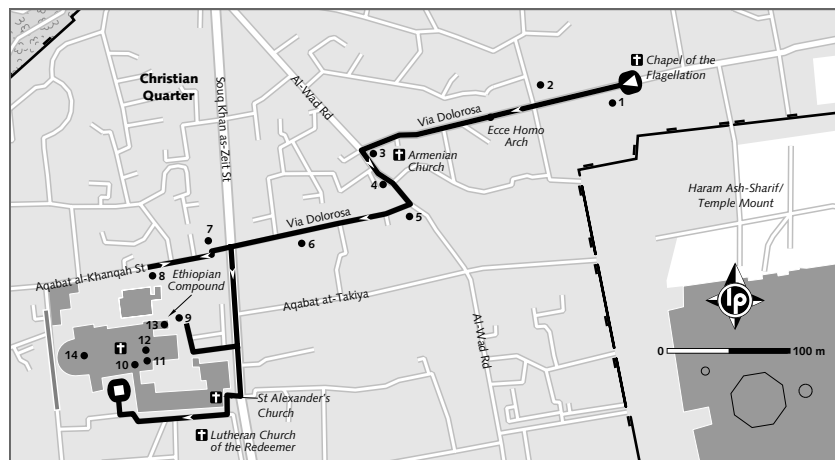 Chapel of the
Flagellation
2
1
Christian
Quarter
Souq Khan as-Zeit St
Al-Wad Rd
Via Dolorosa
Ecce Homo
Arch
3
Armenian
Church
4
5
Haram Ash-Sharif/
Temple Mount
Via Dolorosa
7
6
Aqabat al-Khanqah St
8
Ethiopian
Compound
Aqabat at-Takiya
Al-Wad Rd
lp
13
9
12
14
10
11
0
100 m
St Alexander's
Church
Lutheran Church
of the Redeemer